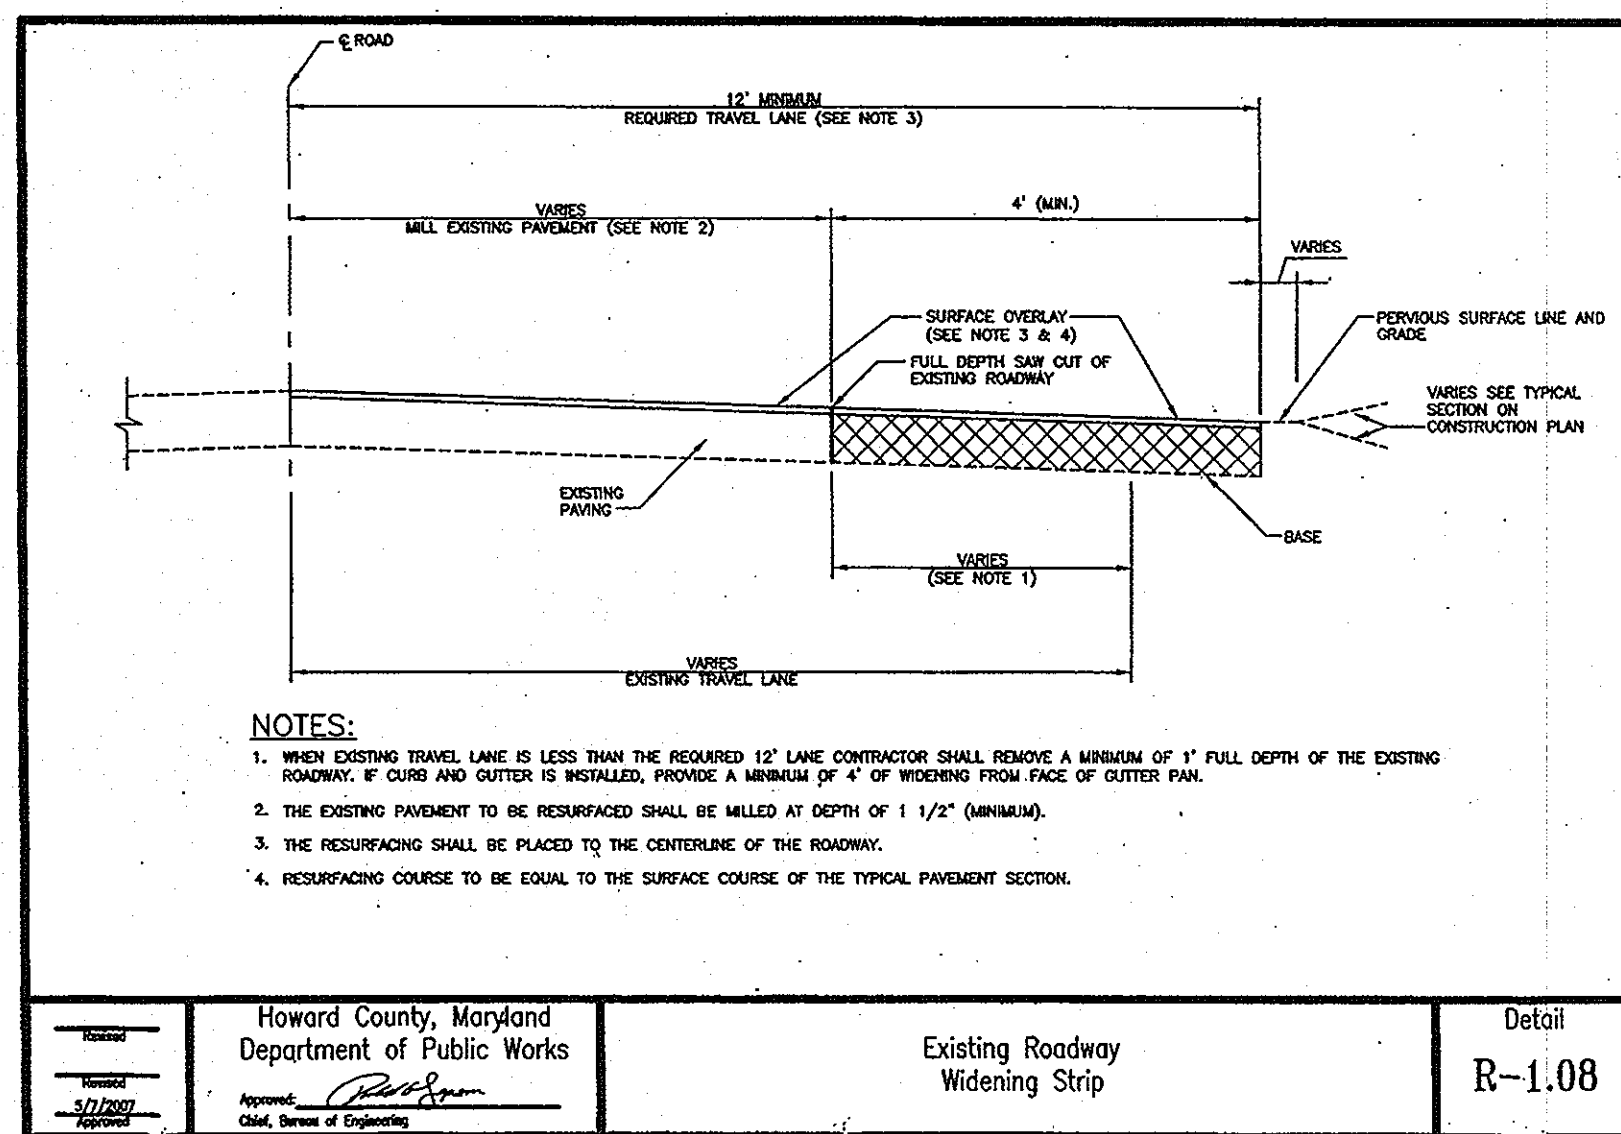 ℄ ROAD
12' MINIMUM
REQUIRED TRAVEL LANE (SEE NOTE 3)
VARIES
MILL EXISTING PAVEMENT (SEE NOTE 2)
4' (MIN.)
VARIES
SURFACE OVERLAY
(SEE NOTE 3 & 4)
FULL DEPTH SAW CUT OF
EXISTING ROADWAY
PERVIOUS SURFACE LINE AND
GRADE
VARIES SEE TYPICAL
SECTION ON
CONSTRUCTION PLAN
EXISTING
PAVING
BASE
VARIES
(SEE NOTE 1)
VARIES
EXISTING TRAVEL LANE
NOTES:
1. WHEN EXISTING TRAVEL LANE IS LESS THAN THE REQUIRED 12' LANE CONTRACTOR SHALL REMOVE A MINIMUM OF 1' FULL DEPTH OF THE EXISTING
ROADWAY. IF CURB AND GUTTER IS INSTALLED, PROVIDE A MINIMUM OF 4' OF WIDENING FROM FACE OF GUTTER PAN.
2. THE EXISTING PAVEMENT TO BE RESURFACED SHALL BE MILLED AT DEPTH OF 1 1/2" (MINIMUM).
3. THE RESURFACING SHALL BE PLACED TO THE CENTERLINE OF THE ROADWAY.
4. RESURFACING COURSE TO BE EQUAL TO THE SURFACE COURSE OF THE TYPICAL PAVEMENT SECTION.
Revised
Revised
5/7/2007
Approved
Howard County, Maryland
Department of Public Works
Approved:
Chief, Bureau of Engineering
Existing Roadway
Widening Strip
Detail
R-1.08